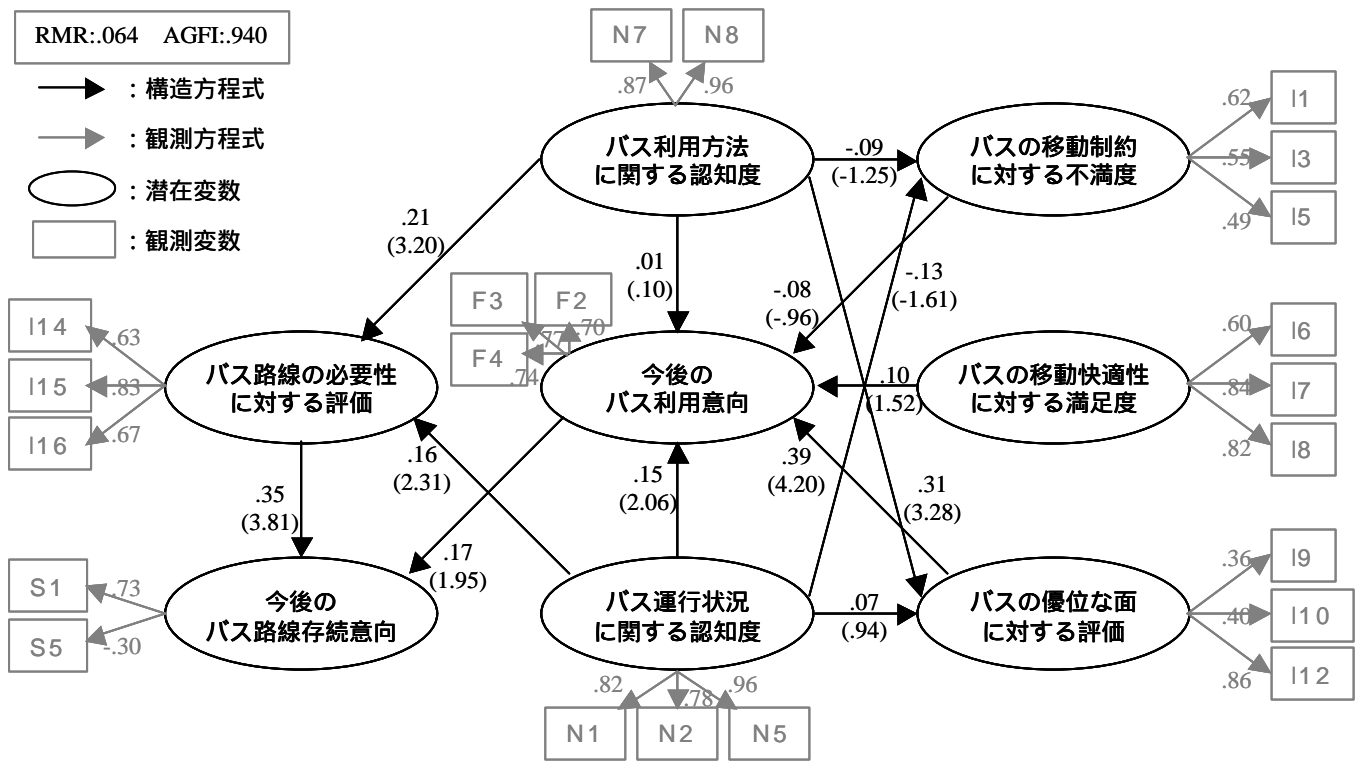 RMR:.064 AGFI:.940
：構造方程式
：観測方程式
：潜在変数
：観測変数
N7
N8
.87
.96
バス利用方法
に関する認知度
-.09
(-1.25)
バスの移動制約
に対する不満度
.62
.55
.49
I1
I3
I5
.21
(3.20)
.01
(.10)
-.08
(-.96)
-.13
(-1.61)
F3
F2
F4
.77
.70
.74
I14
I15
I16
.63
.83
.67
バス路線の必要性
に対する評価
今後の
バス利用意向
.10
(1.52)
バスの移動快適性
に対する満足度
.60
.84
.82
I6
I7
I8
.35
(3.81)
.16
(2.31)
.15
(2.06)
.39
(4.20)
.31
(3.28)
.17
(1.95)
S1
S5
.73
-.30
今後の
バス路線存続意向
バス運行状況
に関する認知度
.07
(.94)
バスの優位な面
に対する評価
.36
.40
.86
I9
I10
I12
.82
.78
.96
N1
N2
N5